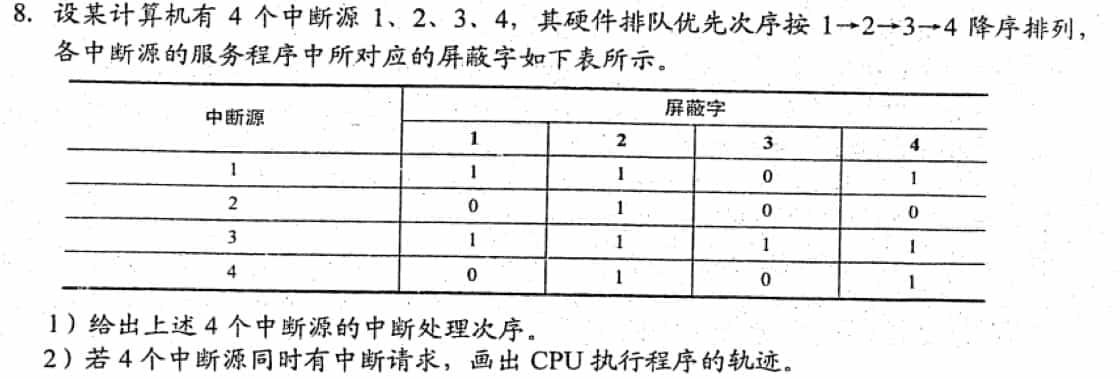 8. 设某计算机有 4 个中断源 1、2、3、4，其硬件排队优先次序按 1→2→3→4 降序排列，
各中断源的服务程序中所对应的屏蔽字如下表所示。
中断源 屏蔽字
1 2 3 4
1 1 1 0 1
2 0 1 0 0
3 1 1 1 1
4 0 1 0 1
1）给出上述 4 个中断源的中断处理次序。
2）若 4 个中断源同时有中断请求，画出 CPU 执行程序的轨迹。